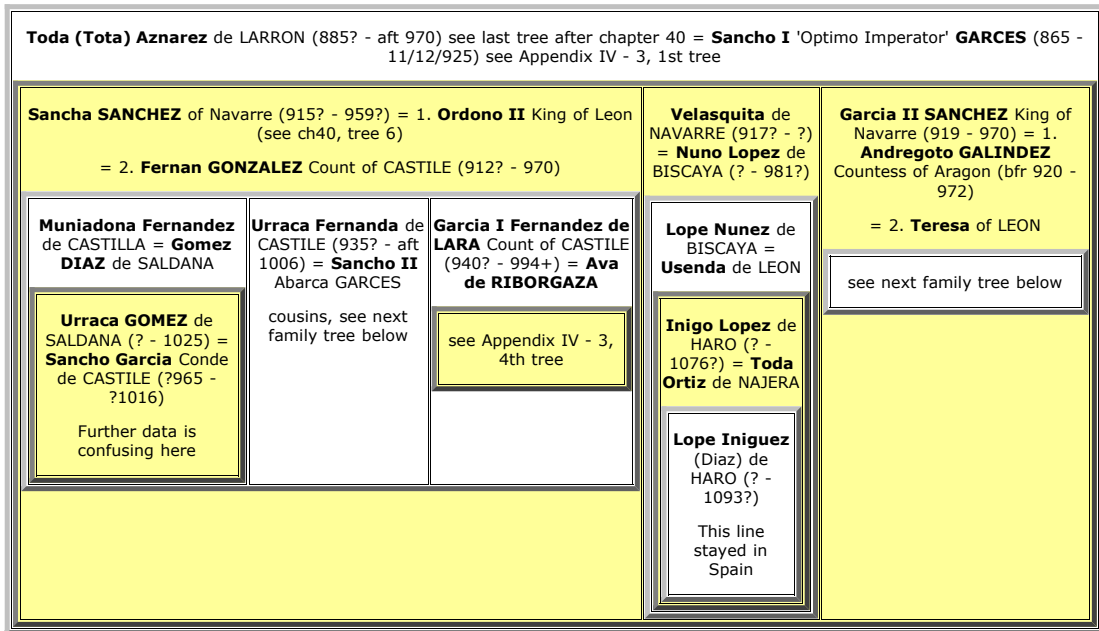 Toda (Tota) Aznarez de LARRON (885? - aft 970) see last tree after chapter 40 = Sancho I 'Optimo Imperator' GARCES (865 -
11/12/925) see Appendix IV - 3, 1st tree
Sancha SANCHEZ of Navarre (915? - 959?) = 1. Ordono II King of Leon
(see ch40, tree 6)
= 2. Fernan GONZALEZ Count of CASTILE (912? - 970)
Muniadona Fernandez
de CASTILLA = Gomez
DIAZ de SALDANA
Urraca GOMEZ de
SALDANA (? - 1025) =
Sancho Garcia Conde
de CASTILE (?965 -
?1016)
Further data is
confusing here
Urraca Fernanda de
CASTILE (935? - aft
1006) = Sancho II
Abarca GARCES
cousins, see next
family tree below
Garcia I Fernandez de
LARA Count of CASTILE
(940? - 994+) = Ava
de RIBORGAZA
see Appendix IV - 3,
4th tree
Velasquita de
NAVARRE (917? - ?)
= Nuno Lopez de
BISCAYA (? - 981?)
Lope Nunez de
BISCAYA =
Usenda de LEON
Inigo Lopez de
HARO (? -
1076?) = Toda
Ortiz de NAJERA
Lope Iniguez
(Diaz) de
HARO (? -
1093?)
This line
stayed in
Spain
Garcia II SANCHEZ King of
Navarre (919 - 970) = 1.
Andregoto GALINDEZ
Countess of Aragon (bfr 920 -
972)
= 2. Teresa of LEON
see next family tree below